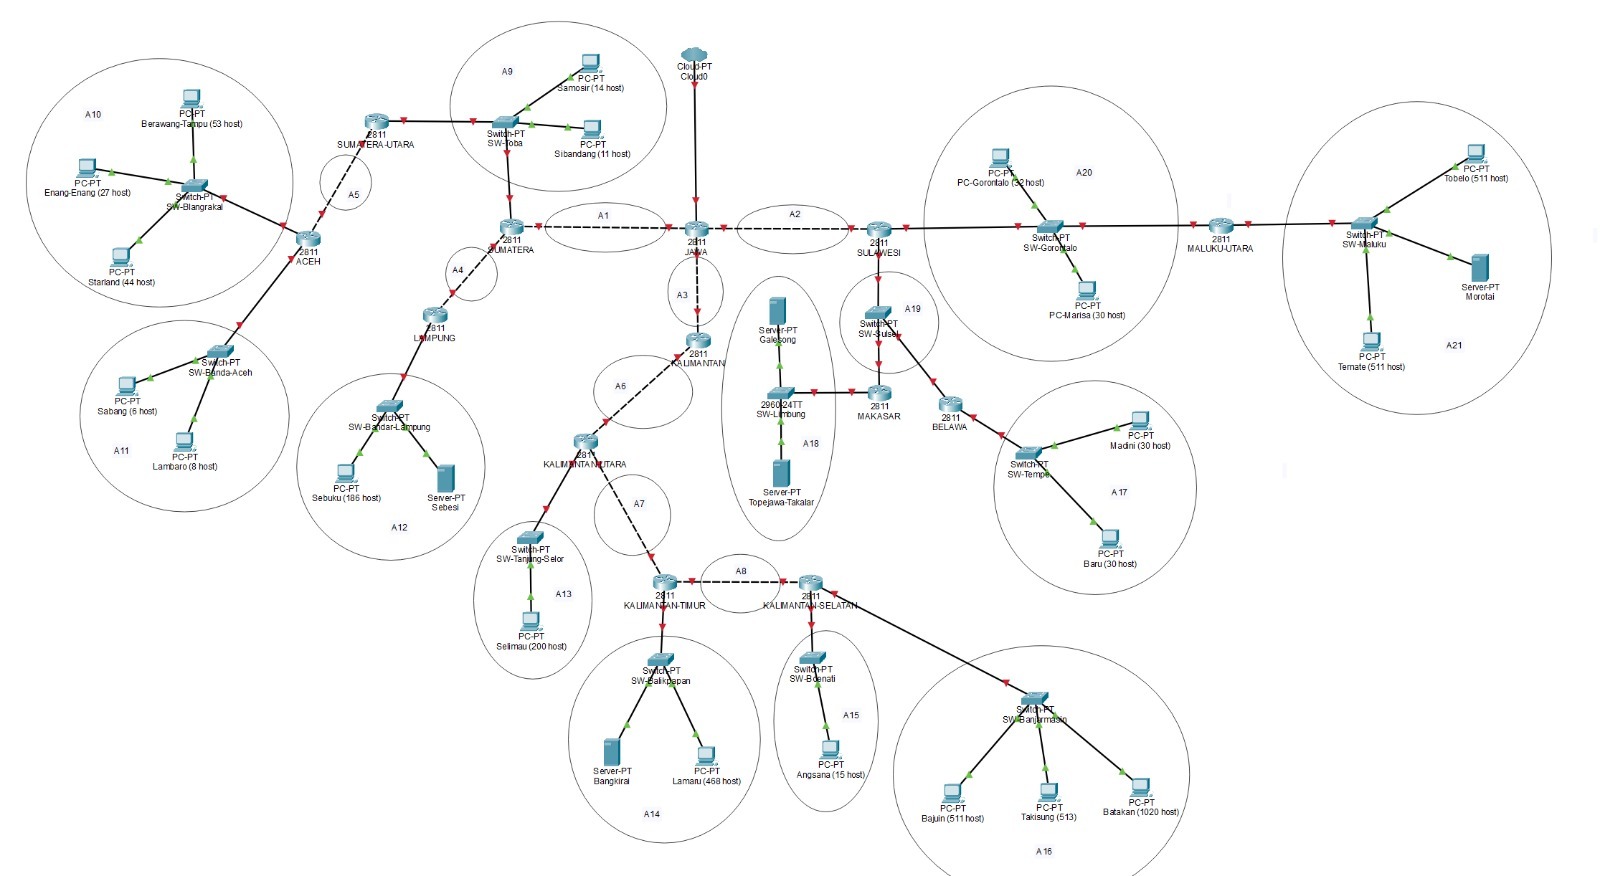 A9
PC-PT
Samosir (14 host)
Switch-PT
SW-Toba
PC-PT
Sibandang (11 host)
Cloud-PT
Cloud0
A10
PC-PT
Berawang-Tampu (53 host)
PC-PT
Enang-Enang (27 host)
Switch-PT
SW-Blangrakal
PC-PT
Starland (44 host)
2811
SUMATERA-UTARA
A5
2811
ACEH
A1
2811
SUMATERA
2811
JAWA
A2
2811
SULAWESI
A20
PC-PT
PC-Gorontalo (32 host)
Switch-PT
SW-Gorontalo
PC-PT
PC-Marisa (30 host)
2811
MALUKU-UTARA
PC-PT
Tobelo (511 host)
Switch-PT
SW-Maluku
Server-PT
Morotai
PC-PT
Ternate (511 host)
A21
A4
2811
LAMPUNG
A3
2811
KALIMANTAN
Server-PT
Galesong
2960-24TT
SW-Limbung
A18
Server-PT
Topejawa-Takalar
A19
Switch-PT
SW-Sulsel
2811
MAKASAR
2811
BELAWA
PC-PT
Madini (30 host)
Switch-PT
SW-Tempe
A17
PC-PT
Baru (30 host)
Switch-PT
SW-Banda-Aceh
PC-PT
Sabang (6 host)
PC-PT
Lambaro (8 host)
A11
Switch-PT
SW-Bandar-Lampung
PC-PT
Sebuku (186 host)
Server-PT
Sebesi
A12
A6
2811
KALIMANTAN-UTARA
A7
Switch-PT
SW-Tanjung-Selor
A13
PC-PT
Selimau (200 host)
2811
KALIMANTAN-TIMUR
A8
2811
KALIMANTAN-SELATAN
Switch-PT
SW-Balikpapan
Server-PT
Bangkirai
PC-PT
Lamaru (468 host)
A14
Switch-PT
SW-Bonati
A15
PC-PT
Angsana (15 host)
Switch-PT
SW-Banjarmasin
PC-PT
Bajuin (511 host)
PC-PT
Takisung (513)
PC-PT
Batakan (1020 host)
A16